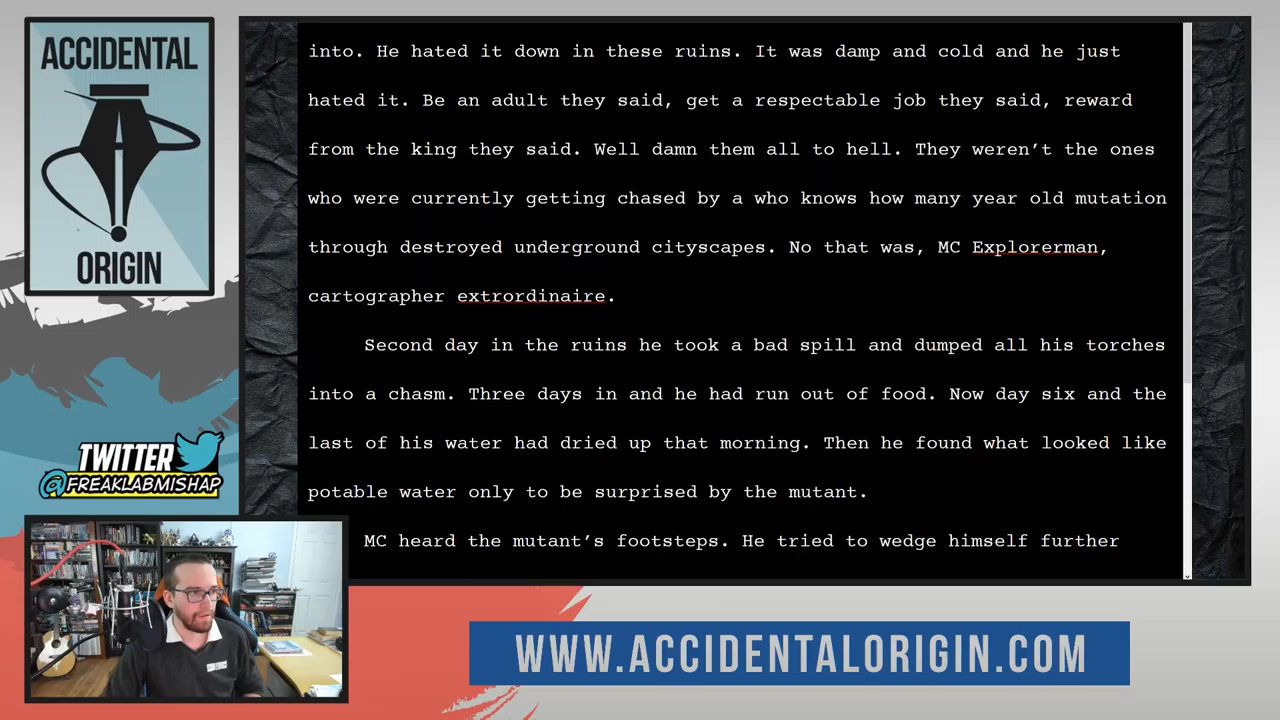 ACCIDENTAL
ORIGIN
into. He hated it down in these ruins. It was damp and cold and he just
hated it. Be an adult they said, get a respectable job they said, reward
from the king they said. Well damn them all to hell. They weren’t the ones
who were currently getting chased by a who knows how many year old mutation
through destroyed underground cityscapes. No that was, MC Explorerman,
cartographer extrordinaire.
Second day in the ruins he took a bad spill and dumped all his torches
into a chasm. Three days in and he had run out of food. Now day six and the
last of his water had dried up that morning. Then he found what looked like
potable water only to be surprised by the mutant.
MC heard the mutant’s footsteps. He tried to wedge himself further
TWITTER
@FREAKLABMISHAP
WWW.ACCIDENTALORIGIN.COM